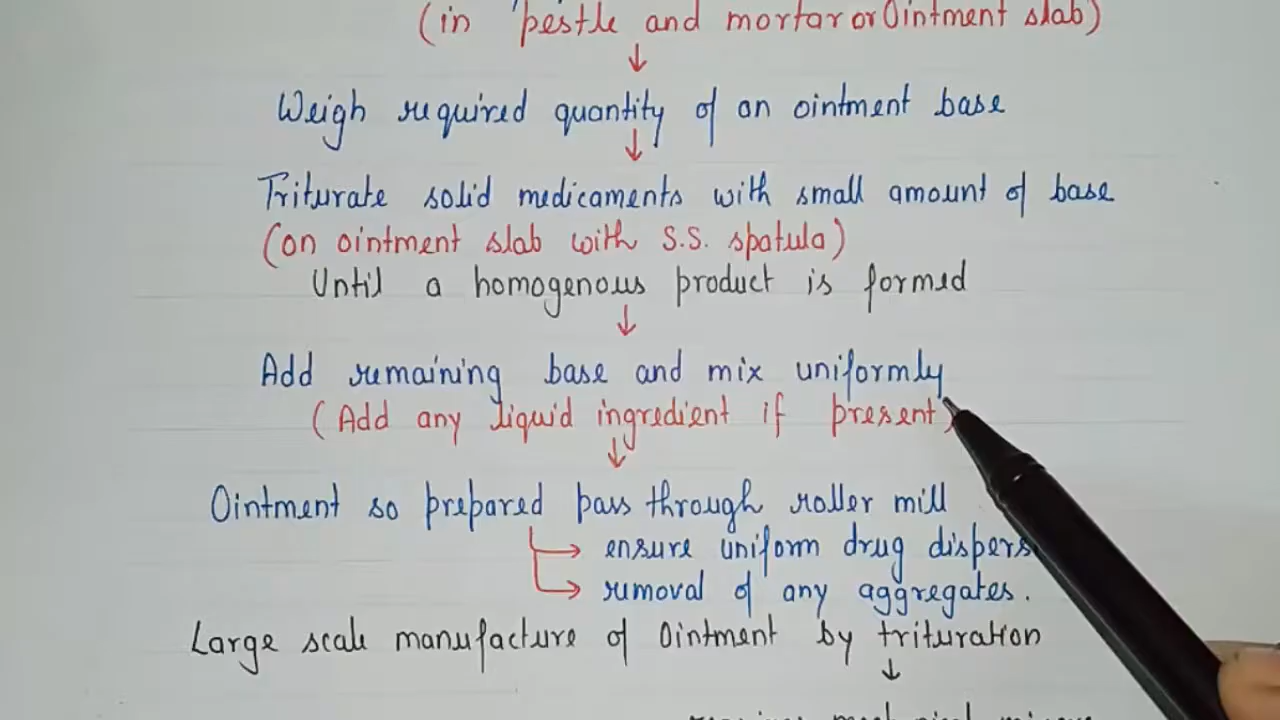 (in pestle and mortar or Ointment slab)
↓
Weigh required quantity of an ointment base
↓
Triturate solid medicaments with small amount of base
(on ointment slab with S.S. spatula)
Until a homogenous product is formed
↓
Add remaining base and mix uniformly
(Add any liquid ingredient if present)
↓
Ointment so prepared pass through roller mill
→ ensure uniform drug
→ removal of any aggregates.
Large scale manufacture of Ointment by trituration
↓